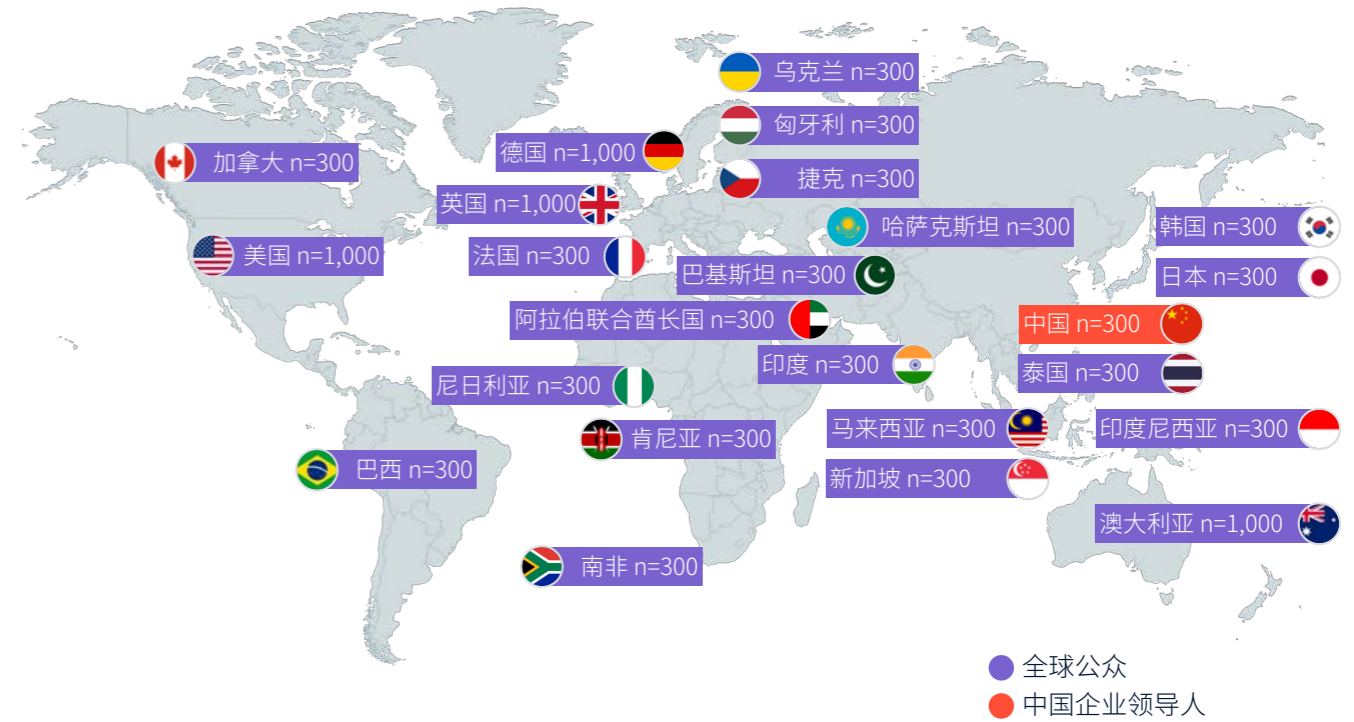 乌克兰 n=300
匈牙利 n=300
德国 n=1,000
加拿大 n=300
捷克 n=300
英国 n=1,000
哈萨克斯坦 n=300
韩国 n=300
美国 n=1,000
法国 n=300
巴基斯坦 n=300
日本 n=300
阿拉伯联合酋长国 n=300
中国 n=300
印度 n=300
泰国 n=300
尼日利亚 n=300
肯尼亚 n=300
马来西亚 n=300
印度尼西亚 n=300
巴西 n=300
新加坡 n=300
澳大利亚 n=1,000
南非 n=300
全球公众
中国企业领导人